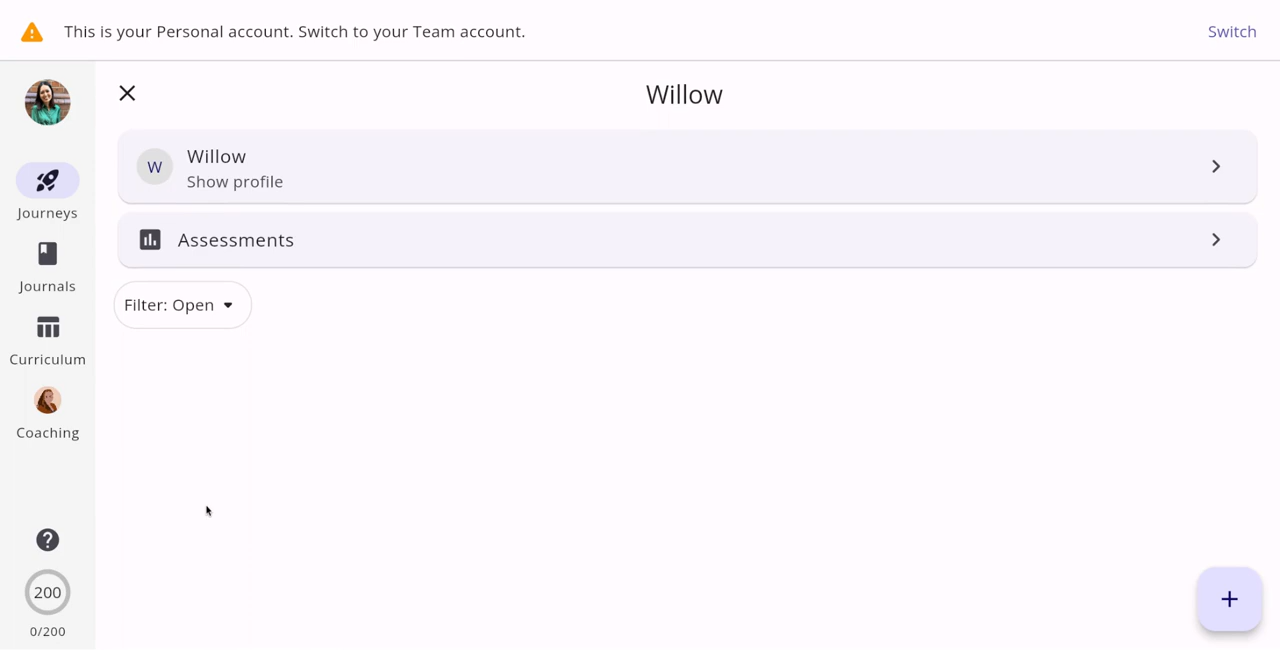 This is your Personal account. Switch to your Team account.
Switch
Willow
W
Willow
Show profile
Journeys
Assessments
Journals
Filter: Open
Curriculum
Coaching
200
0/200